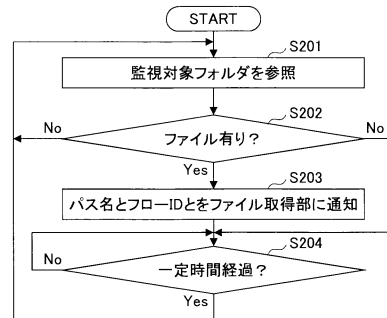 START
S201
監視対象フォルダを参照
S202
No
ファイル有り?
No
Yes
S203
パス名とフローIDとをファイル取得部に通知
S204
No
一定時間経過?
Yes